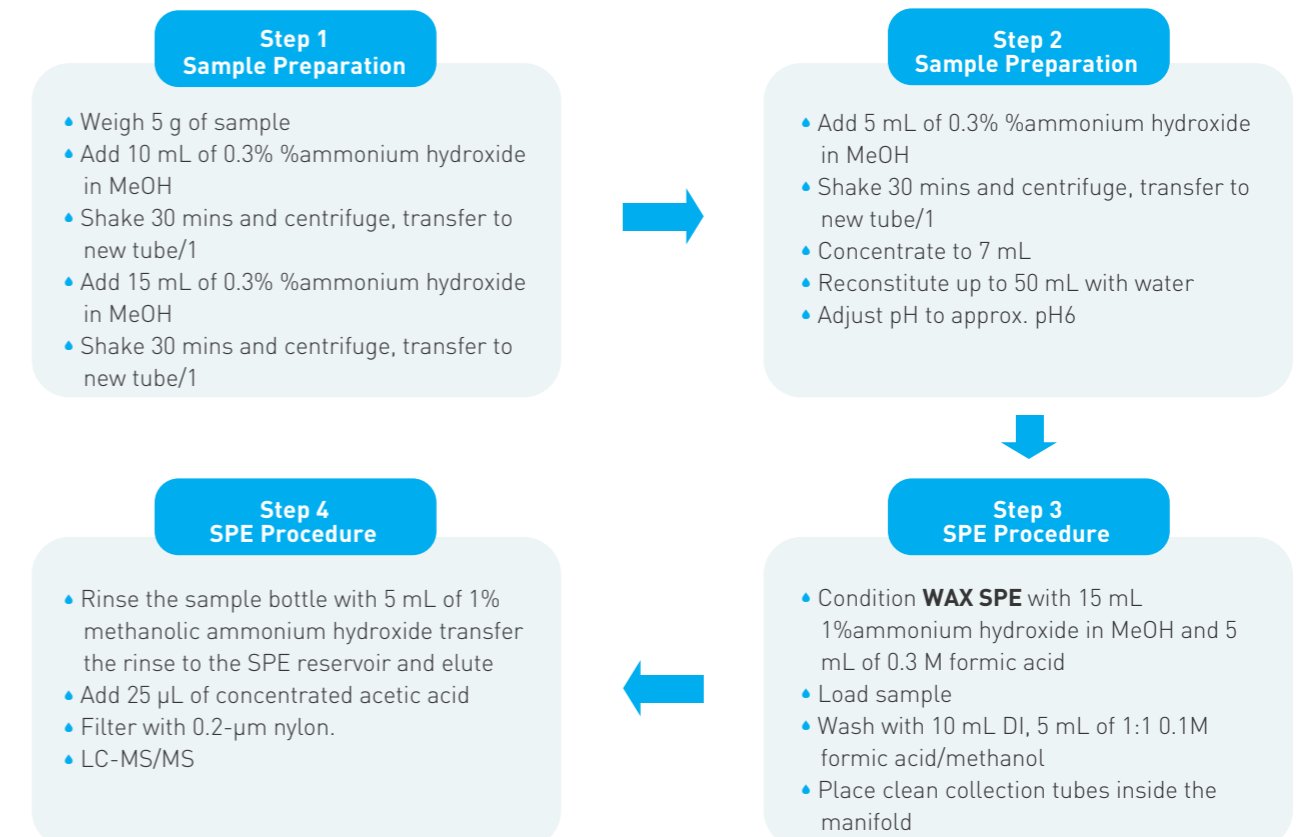 Step 1
Sample Preparation
Weigh 5 g of sample
Add 10 mL of 0.3% %ammonium hydroxide
in MeOH
Shake 30 mins and centrifuge, transfer to
new tube/1
Add 15 mL of 0.3% %ammonium hydroxide
in MeOH
Shake 30 mins and centrifuge, transfer to
new tube/1
Step 2
Sample Preparation
Add 5 mL of 0.3% %ammonium hydroxide
in MeOH
Shake 30 mins and centrifuge, transfer to
new tube/1
Concentrate to 7 mL
Reconstitute up to 50 mL with water
Adjust pH to approx. pH6
Step 3
SPE Procedure
Condition WAX SPE with 15 mL
1%ammonium hydroxide in MeOH and 5
mL of 0.3 M formic acid
Load sample
Wash with 10 mL DI, 5 mL of 1:1 0.1M
formic acid/methanol
Place clean collection tubes inside the
manifold
Step 4
SPE Procedure
Rinse the sample bottle with 5 mL of 1%
methanolic ammonium hydroxide transfer
the rinse to the SPE reservoir and elute
Add 25 µL of concentrated acetic acid
Filter with 0.2-µm nylon.
LC-MS/MS